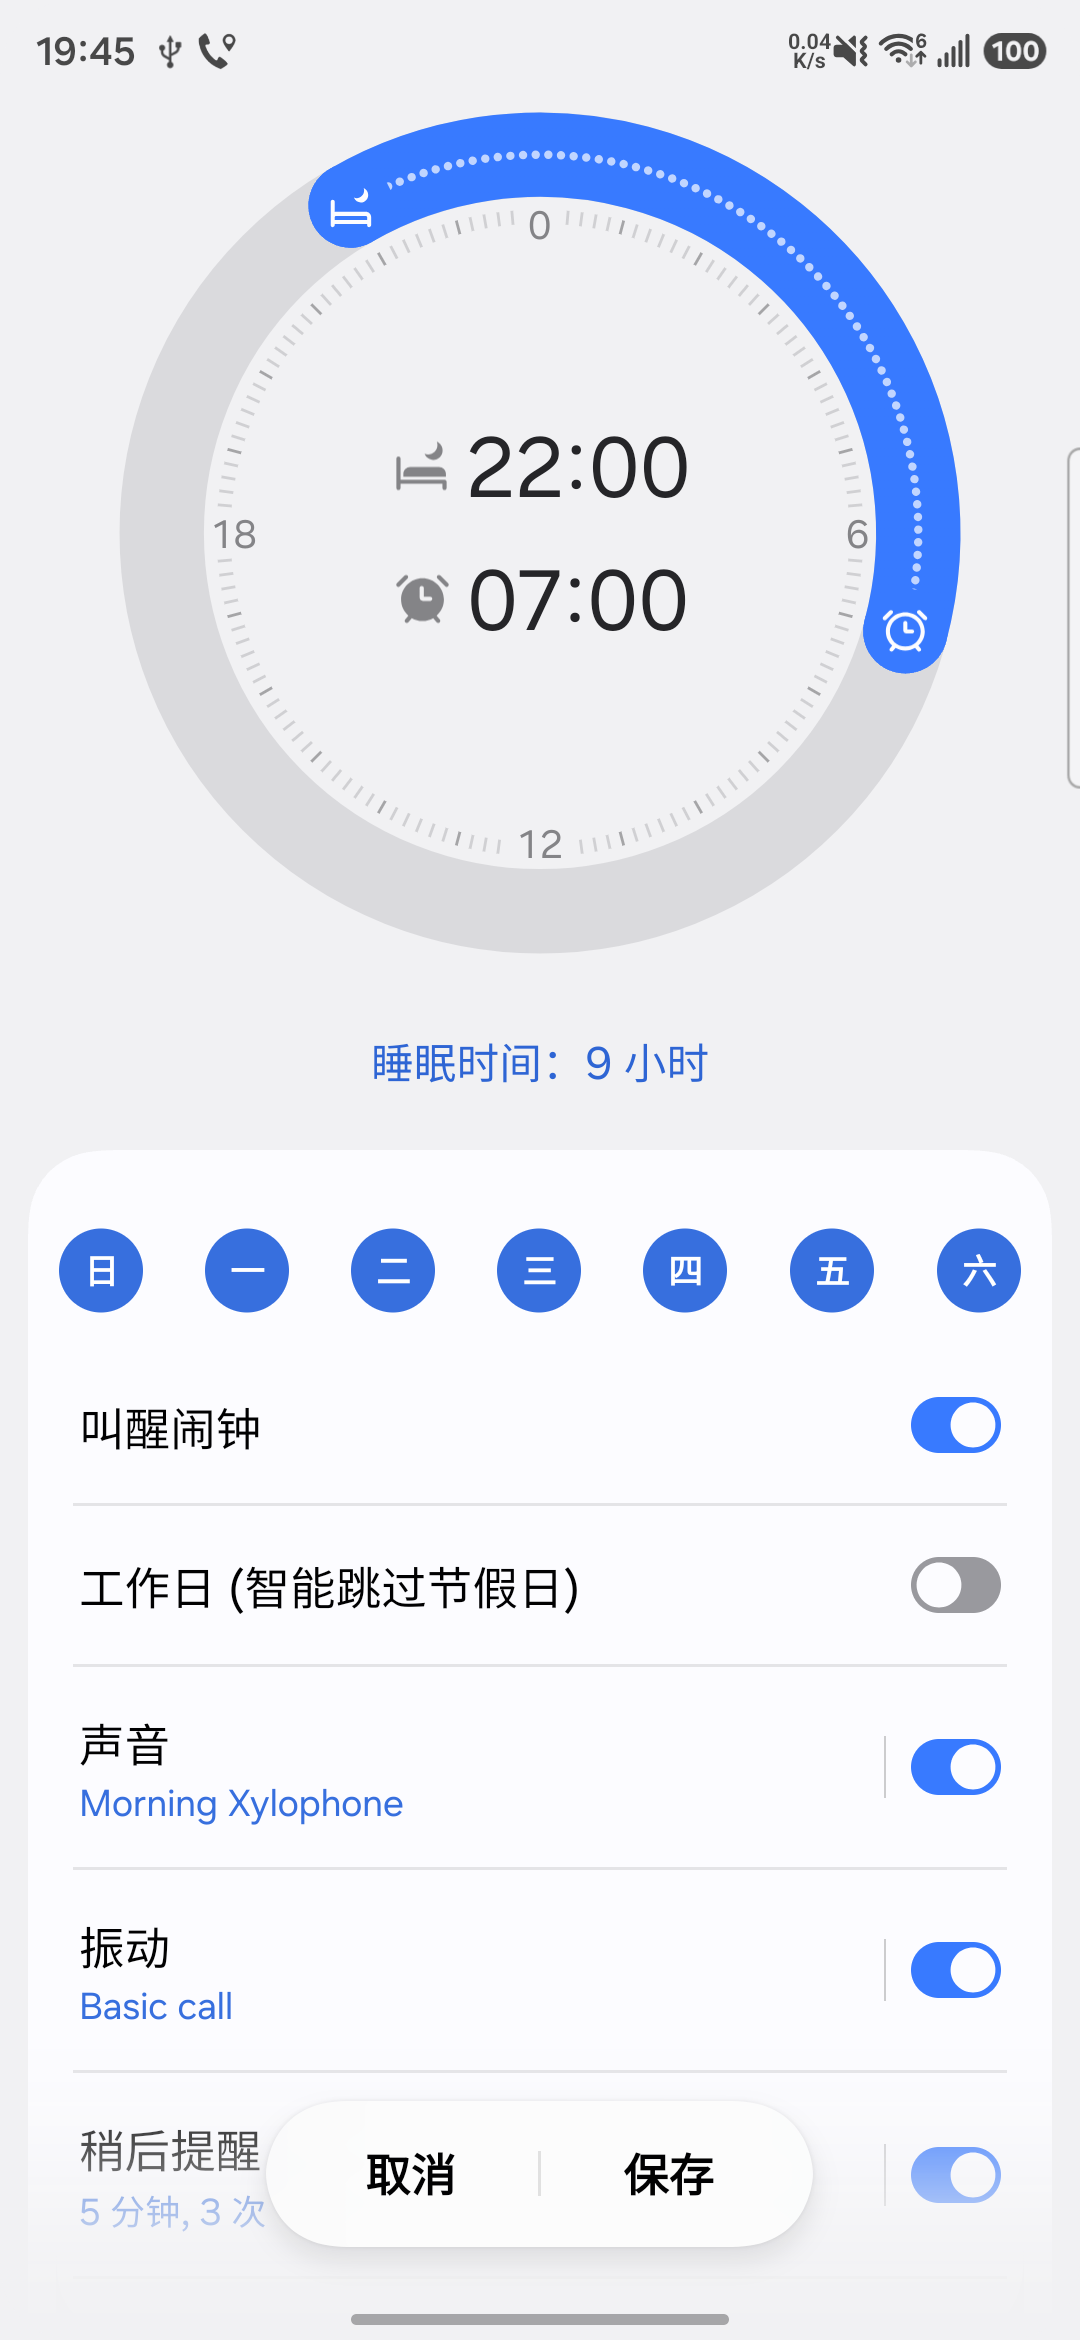 19:45
0.04 K/s
6
100
0
18
6
12
22:00
07:00
睡眠时间：9 小时
日 一 二 三 四 五 六
叫醒闹钟
工作日 (智能跳过节假日)
声音
Morning Xylophone
振动
Basic call
稍后提醒
5 分钟, 3 次
取消
保存